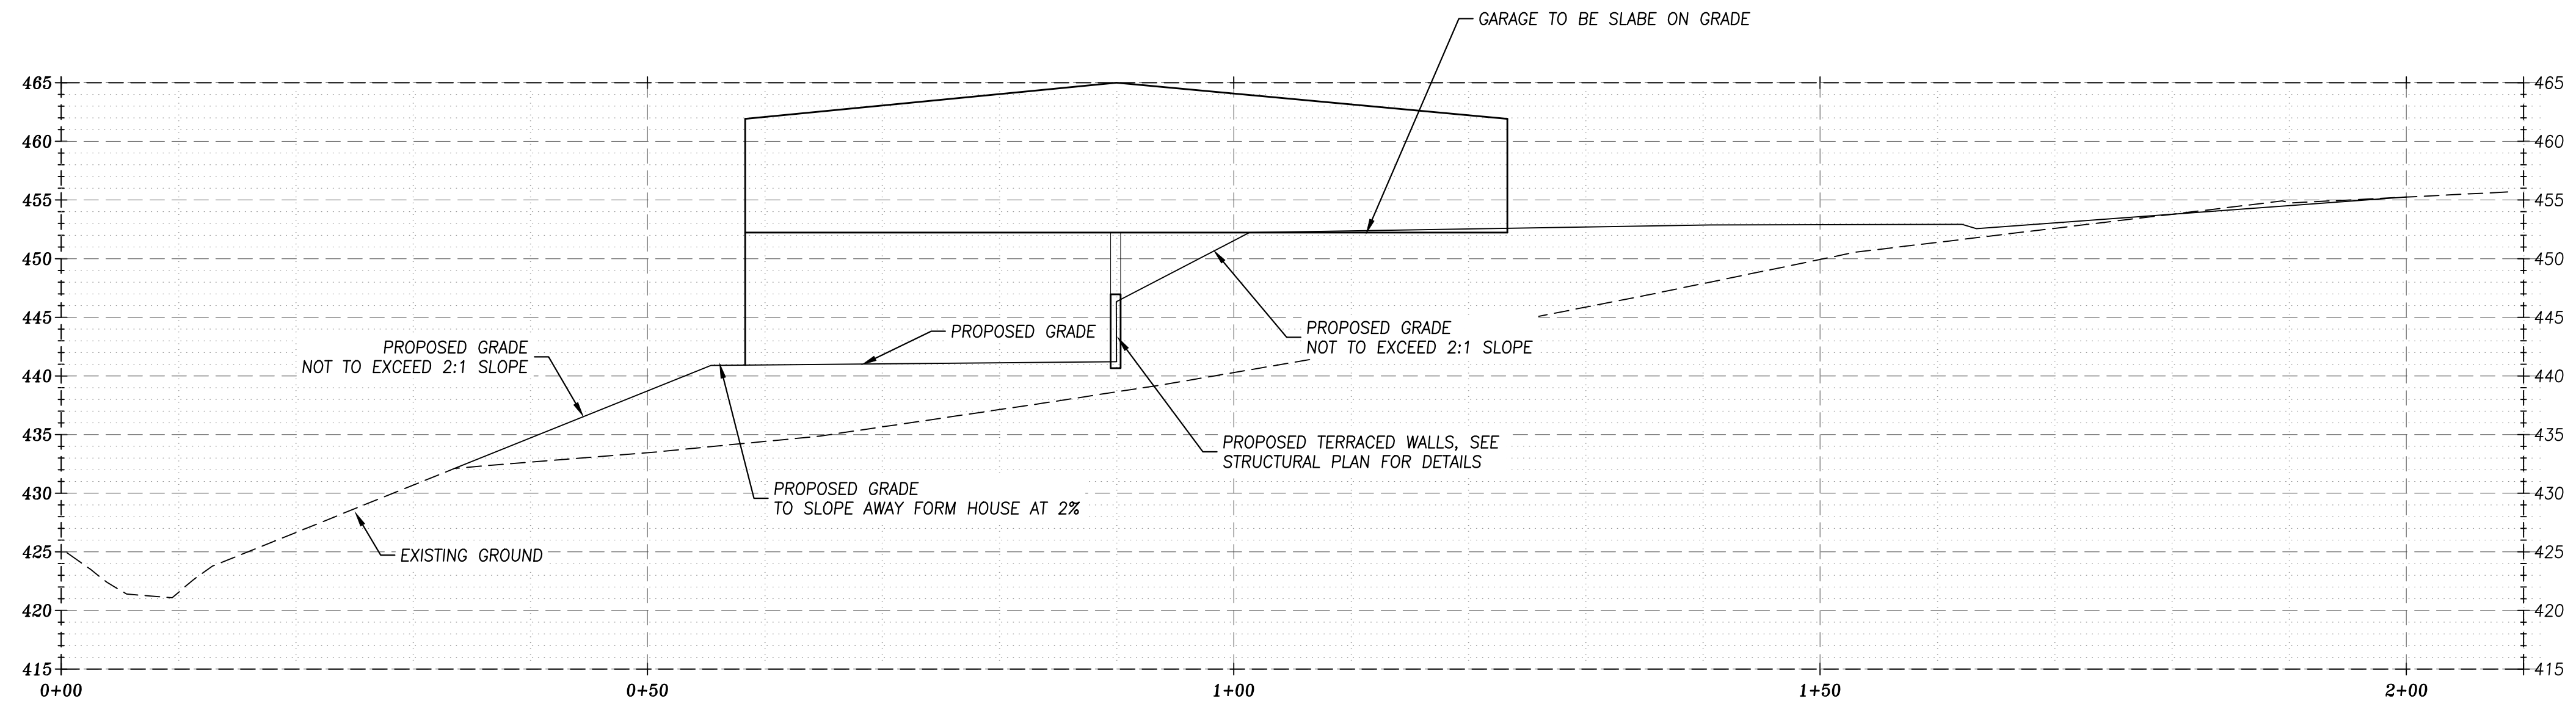 GARAGE TO BE SLABE ON GRADE
465
465
460
460
455
455
450
450
445
445
PROPOSED GRADE
NOT TO EXCEED 2:1 SLOPE
PROPOSED GRADE
PROPOSED GRADE
NOT TO EXCEED 2:1 SLOPE
440
440
435
435
PROPOSED TERRACED WALLS, SEE
STRUCTURAL PLAN FOR DETAILS
430
430
PROPOSED GRADE
TO SLOPE AWAY FORM HOUSE AT 2%
425
425
EXISTING GROUND
420
420
415
415
0+00
0+50
1+00
1+50
2+00